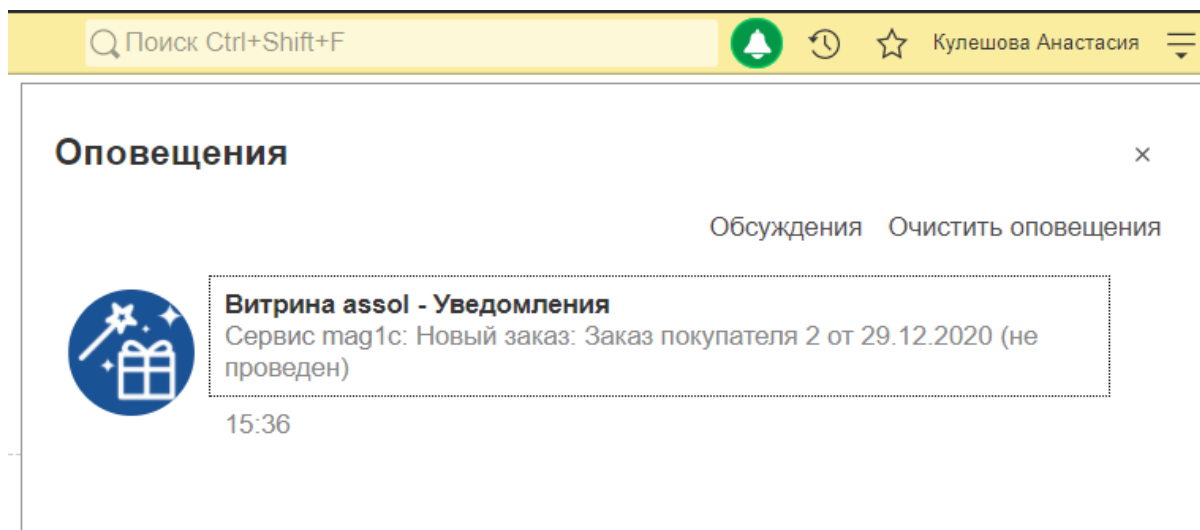 Поиск Ctrl+Shift+F
Кулешова Анастасия
Оповещения
Обсуждения Очистить оповещения
Витрина assol - Уведомления
Сервис mag1c: Новый заказ: Заказ покупателя 2 от 29.12.2020 (не
проведен)
15:36